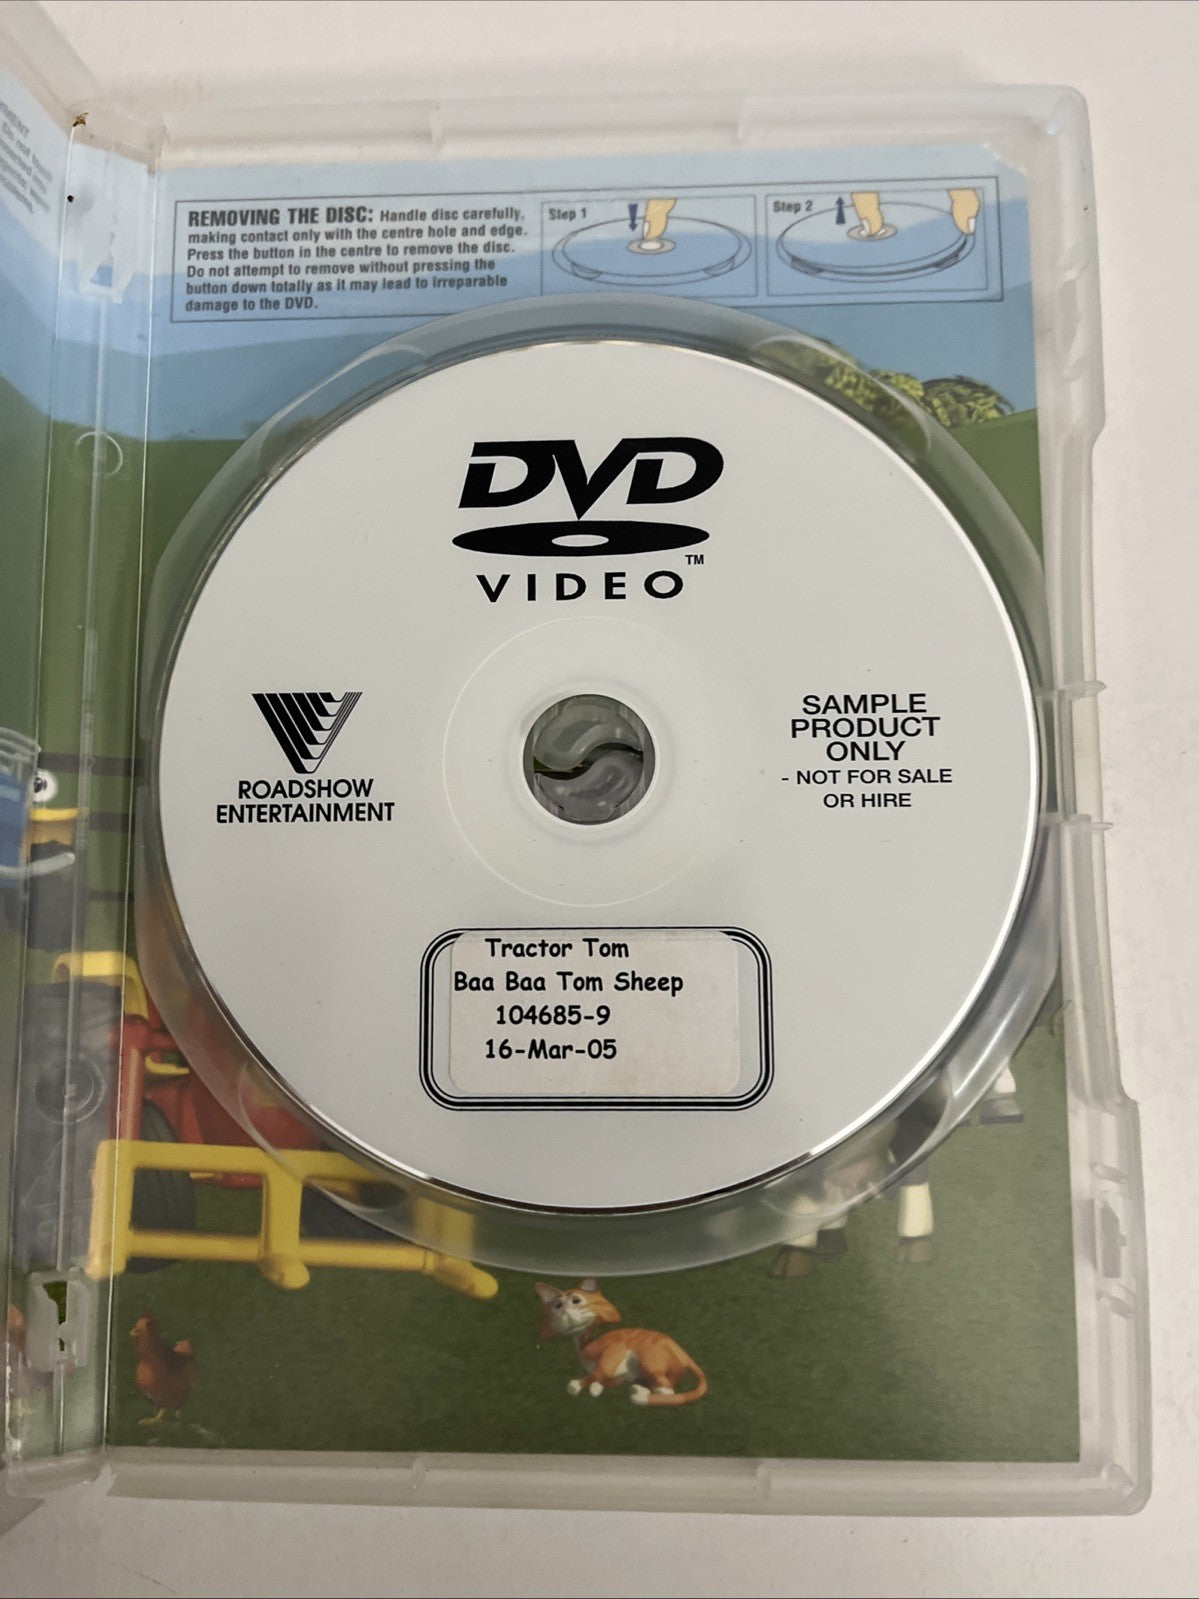 REMOVING THE DISC: Handle disc carefully,
making contact only with the centre hole and edge.
Press the button in the centre to remove the disc.
Do not attempt to remove without pressing the
button down totally as it may lead to irreparable
damage to the DVD.
Step 1
Step 2
DVD
VIDEO™
ROADSHOW
ENTERTAINMENT
SAMPLE
PRODUCT
ONLY
- NOT FOR SALE
OR HIRE
Tractor Tom
Baa Baa Tom Sheep
104685-9
16-Mar-05